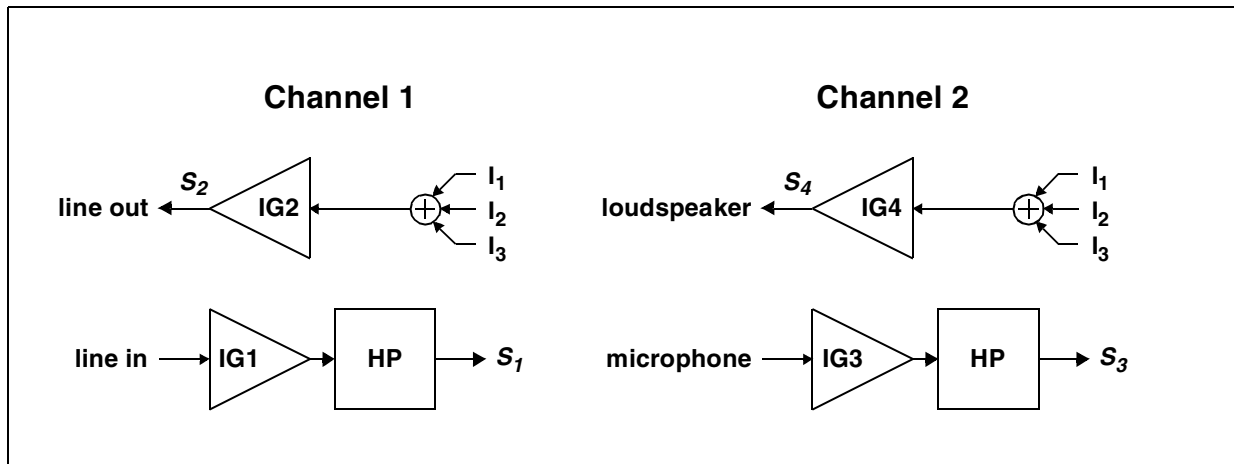 Channel 1
S2
line out
IG2
I1
I2
I3
line in
IG1
HP
S1
Channel 2
S4
loudspeaker
IG4
I1
I2
I3
microphone
IG3
HP
S3